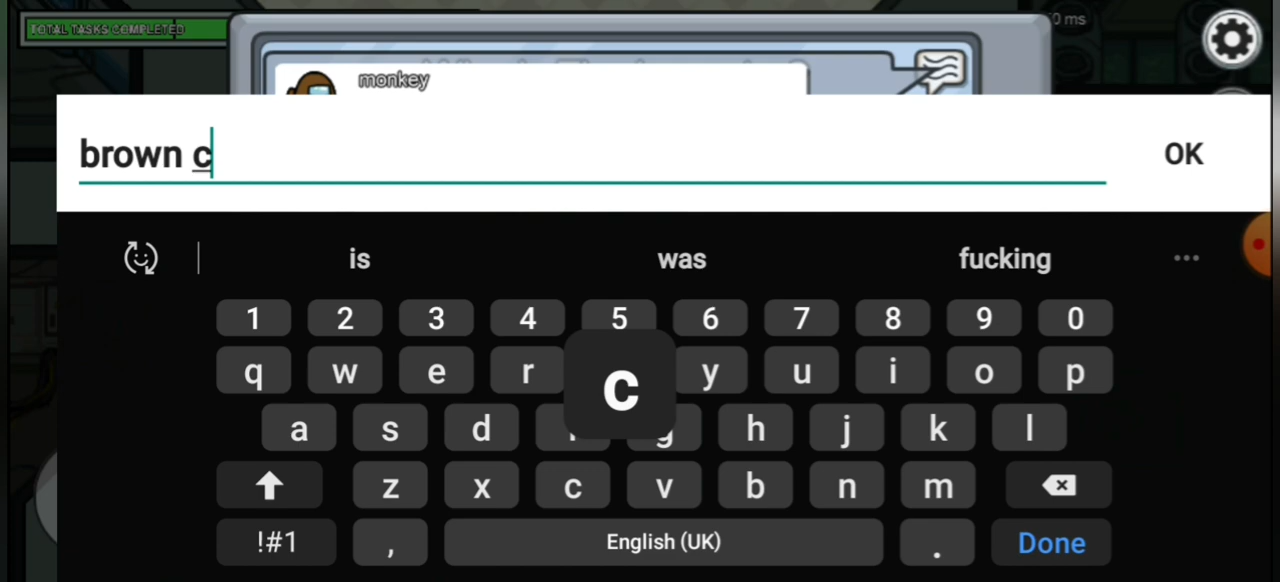 TOTAL TASKS COMPLETED
0 ms
monkey
brown c
OK
is was fucking
1 2 3 4 5 6 7 8 9 0
q w e r y u i o p
c
a s d g h j k l
z x c v b n m
!#1 , English (UK) . Done